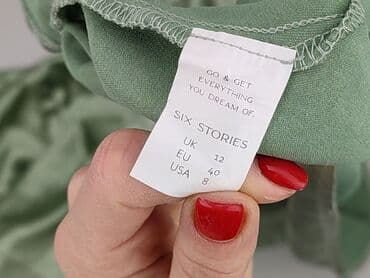 GO & GET
EVERYTHING
YOU DREAM OF.
SIX STORIES
UK 12
EU 40
USA 8